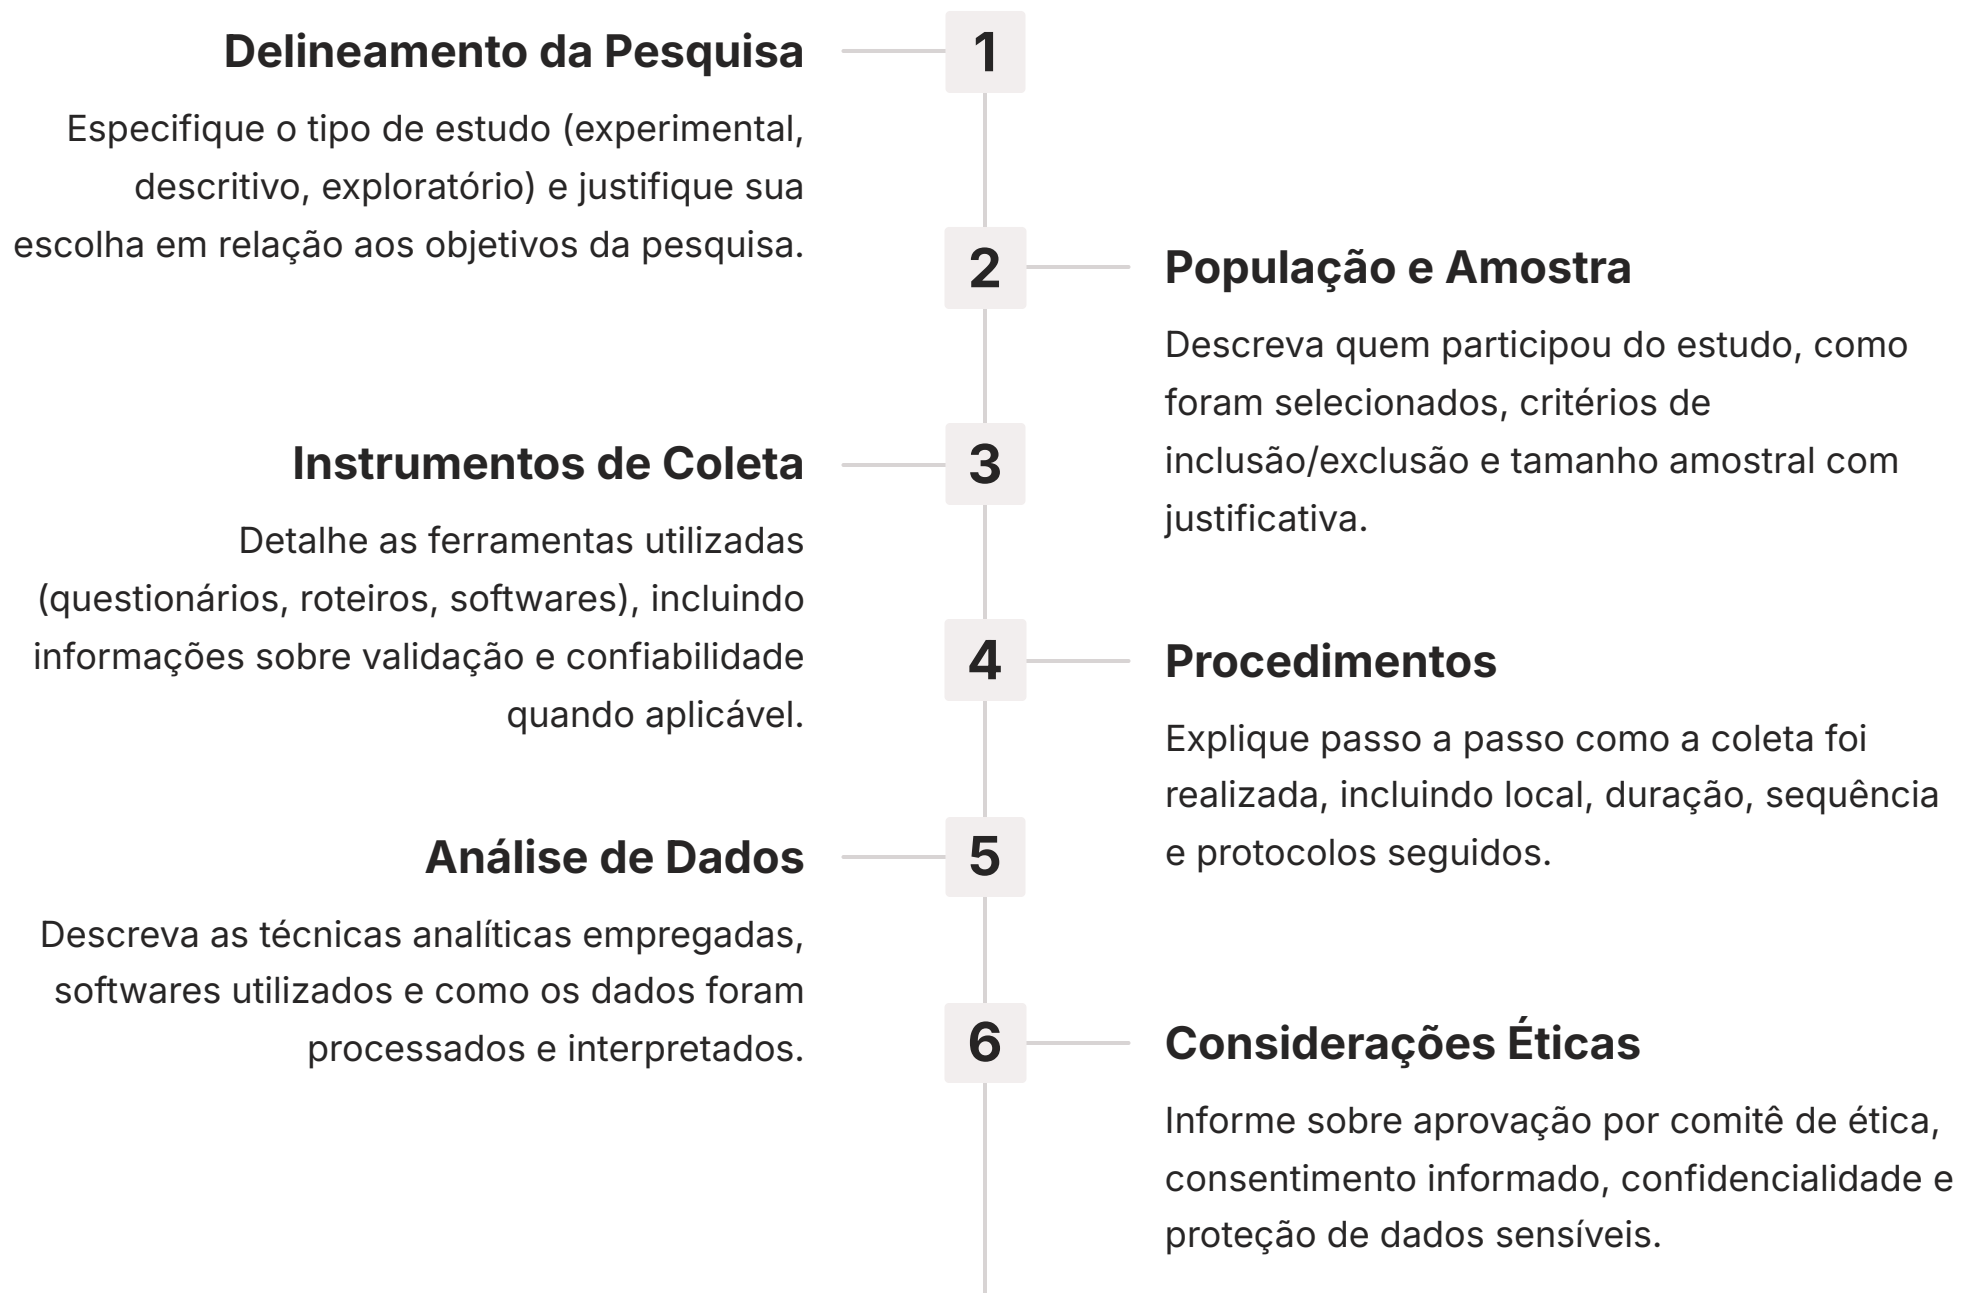 Delineamento da Pesquisa
1
Especifique o tipo de estudo (experimental,
descritivo, exploratório) e justifique sua
escolha em relação aos objetivos da pesquisa.
2
População e Amostra
Descreva quem participou do estudo, como
foram selecionados, critérios de
inclusão/exclusão e tamanho amostral com
justificativa.
Instrumentos de Coleta
3
Detalhe as ferramentas utilizadas
(questionários, roteiros, softwares), incluindo
informações sobre validação e confiabilidade
quando aplicável.
4
Procedimentos
Explique passo a passo como a coleta foi
realizada, incluindo local, duração, sequência
e protocolos seguidos.
Análise de Dados
5
Descreva as técnicas analíticas empregadas,
softwares utilizados e como os dados foram
processados e interpretados.
6
Considerações Éticas
Informe sobre aprovação por comitê de ética,
consentimento informado, confidencialidade e
proteção de dados sensíveis.